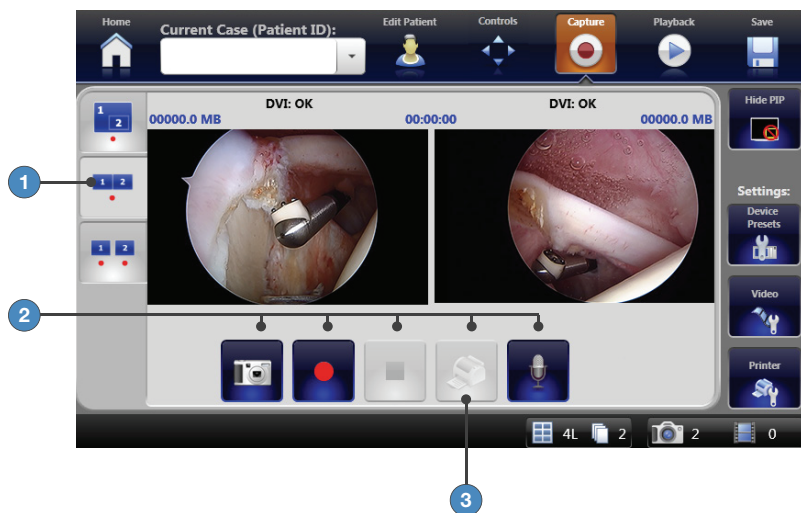 Home
Current Case (Patient ID):
Edit Patient
Controls
Capture
Playback
Save
1
2
DVI: OK
DVI: OK
00000.0 MB
00:00:00
00000.0 MB
Hide PIP
1
1 2
1 2
Settings:
Device
Presets
Video
2
Printer
4L
2
2
0
3